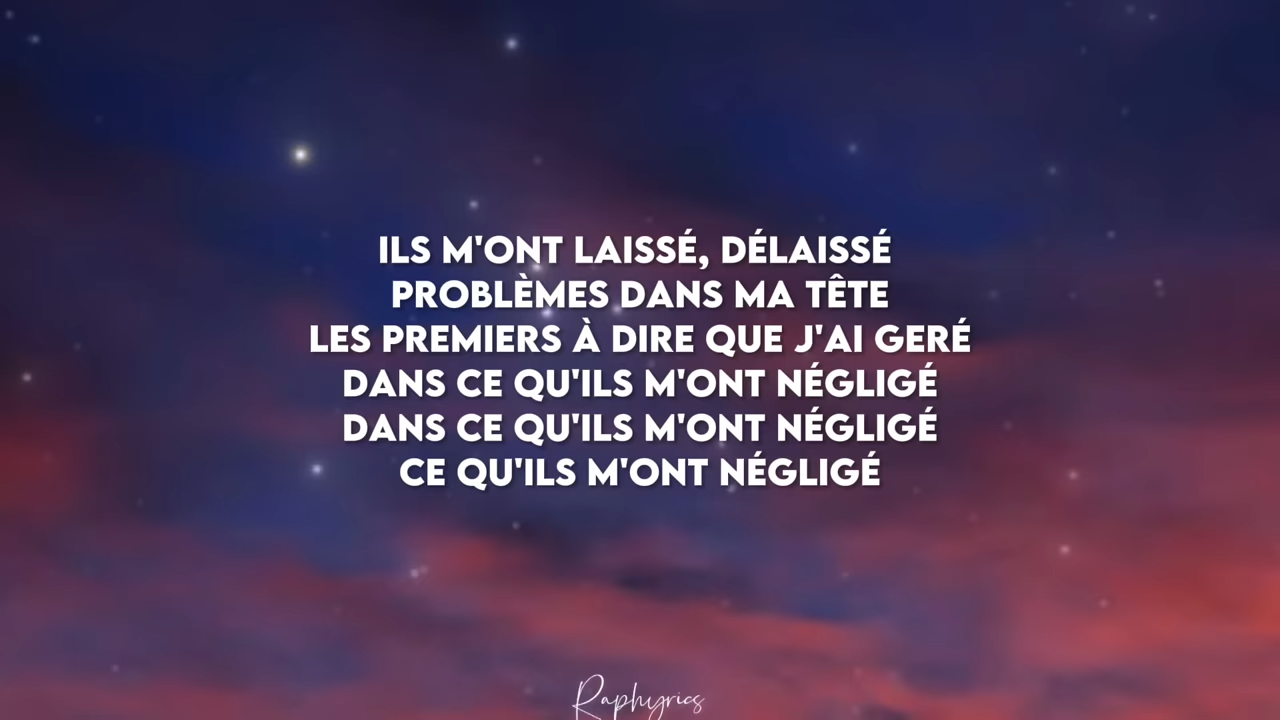 ILS M'ONT LAISSÉ, DÉLAISSÉ
PROBLÈMES DANS MA TÊTE
LES PREMIERS À DIRE QUE J'AI GERÉ
DANS CE QU'ILS M'ONT NÉGLIGÉ
DANS CE QU'ILS M'ONT NÉGLIGÉ
CE QU'ILS M'ONT NÉGLIGÉ
Raphyrics